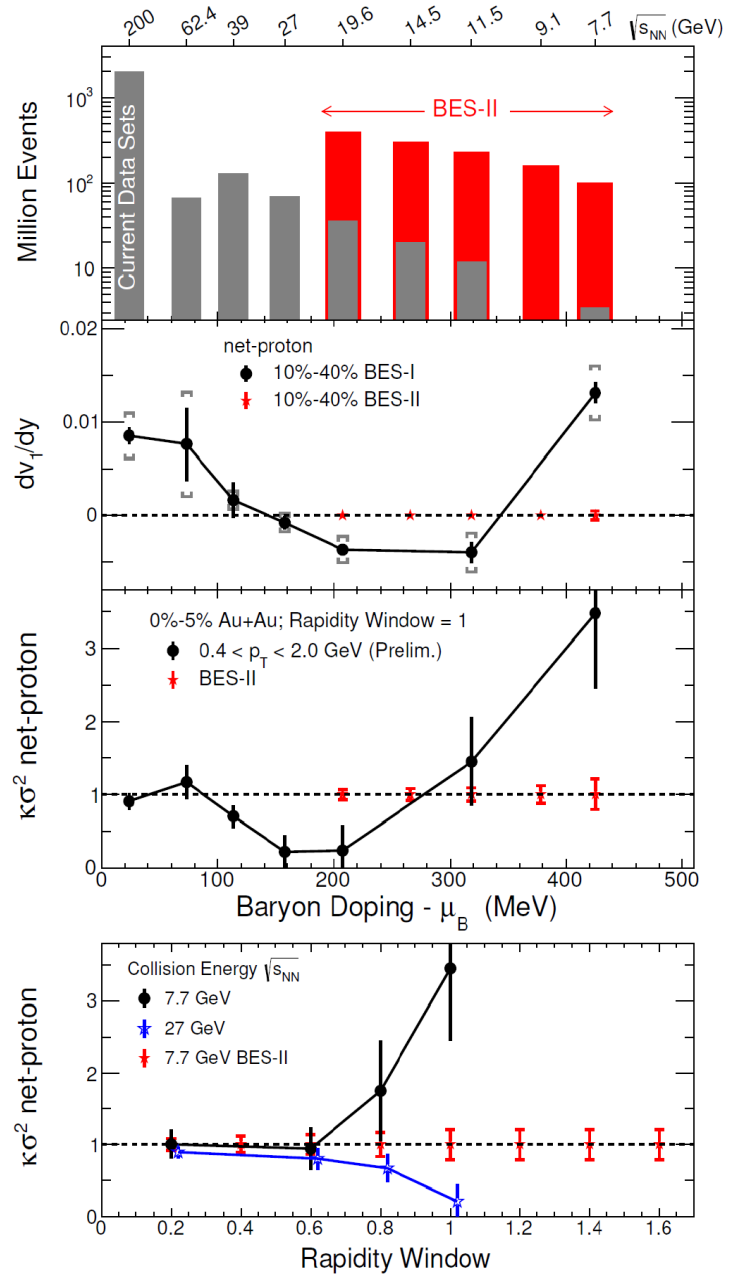 200 62.4 39 27 19.6 14.5 11.5 9.1 7.7 √sNN (GeV)
Million Events
10³
10²
10
Current Data Sets
BES-II
dv₁/dy
0.02
0.01
0
net-proton
10%-40% BES-I
10%-40% BES-II
κσ² net-proton
3
2
1
0
0%-5% Au+Au; Rapidity Window = 1
0.4 < pT < 2.0 GeV (Prelim.)
BES-II
0 100 200 300 400 500
Baryon Doping - μB (MeV)
κσ² net-proton
3
2
1
0
Collision Energy √sNN
7.7 GeV
27 GeV
7.7 GeV BES-II
0 0.2 0.4 0.6 0.8 1 1.2 1.4 1.6
Rapidity Window